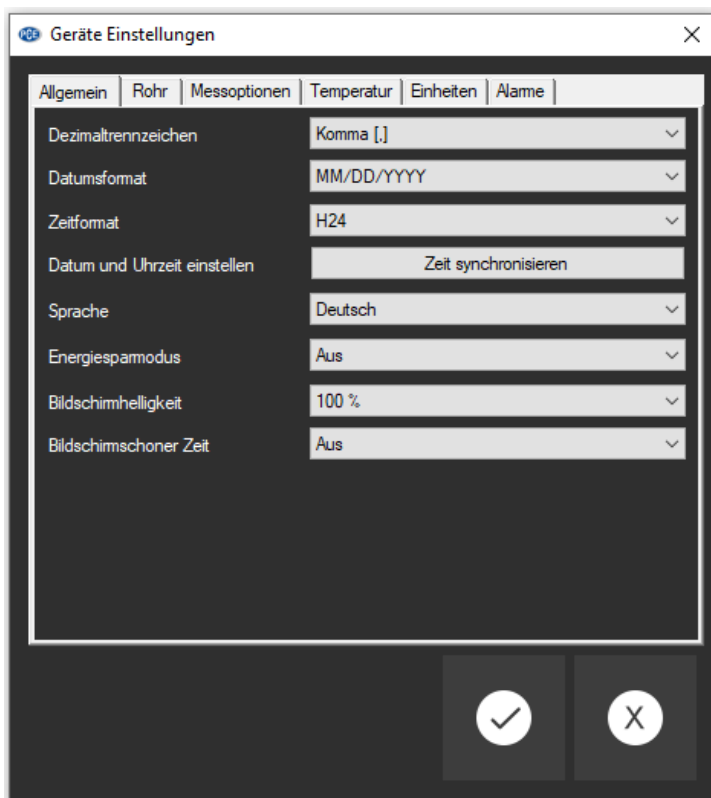 PCE Geräte Einstellungen
Allgemein Rohr Messoptionen Temperatur Einheiten Alarme
Dezimaltrennzeichen Komma [,]
Datumsformat MM/DD/YYYY
Zeitformat H24
Datum und Uhrzeit einstellen Zeit synchronisieren
Sprache Deutsch
Energiesparmodus Aus
Bildschirmhelligkeit 100 %
Bildschirmschoner Zeit Aus
X